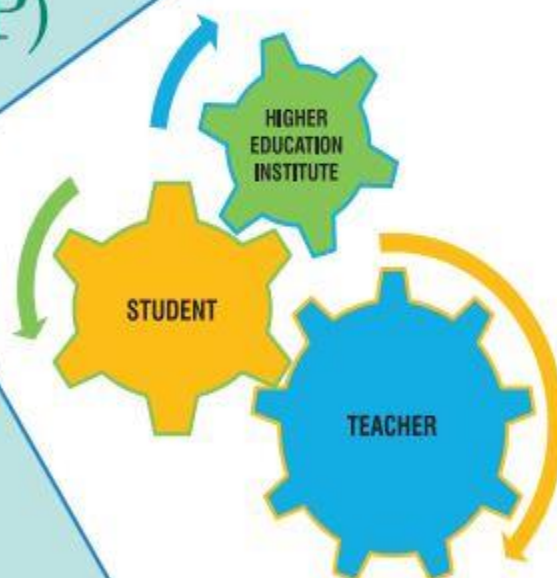 P)
HIGHER
EDUCATION
INSTITUTE
STUDENT
TEACHER